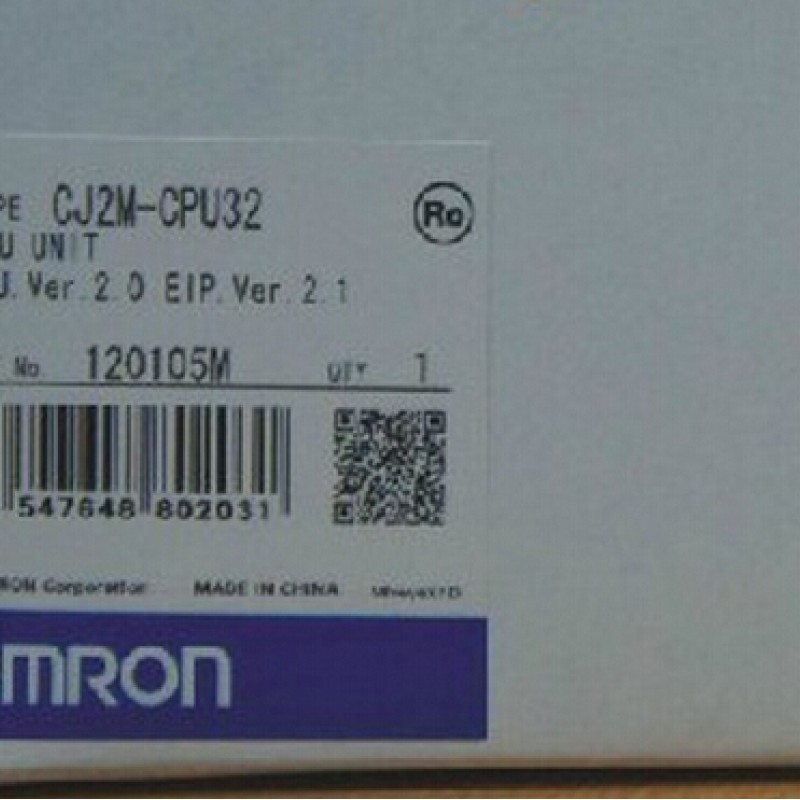 PE CJ2M-CPU32
U UNIT
U.Ver.2.0 EIP.Ver.2.1
No. 120105M QTY 1
547648 802031
RON Corporation MADE IN CHINA
MRON